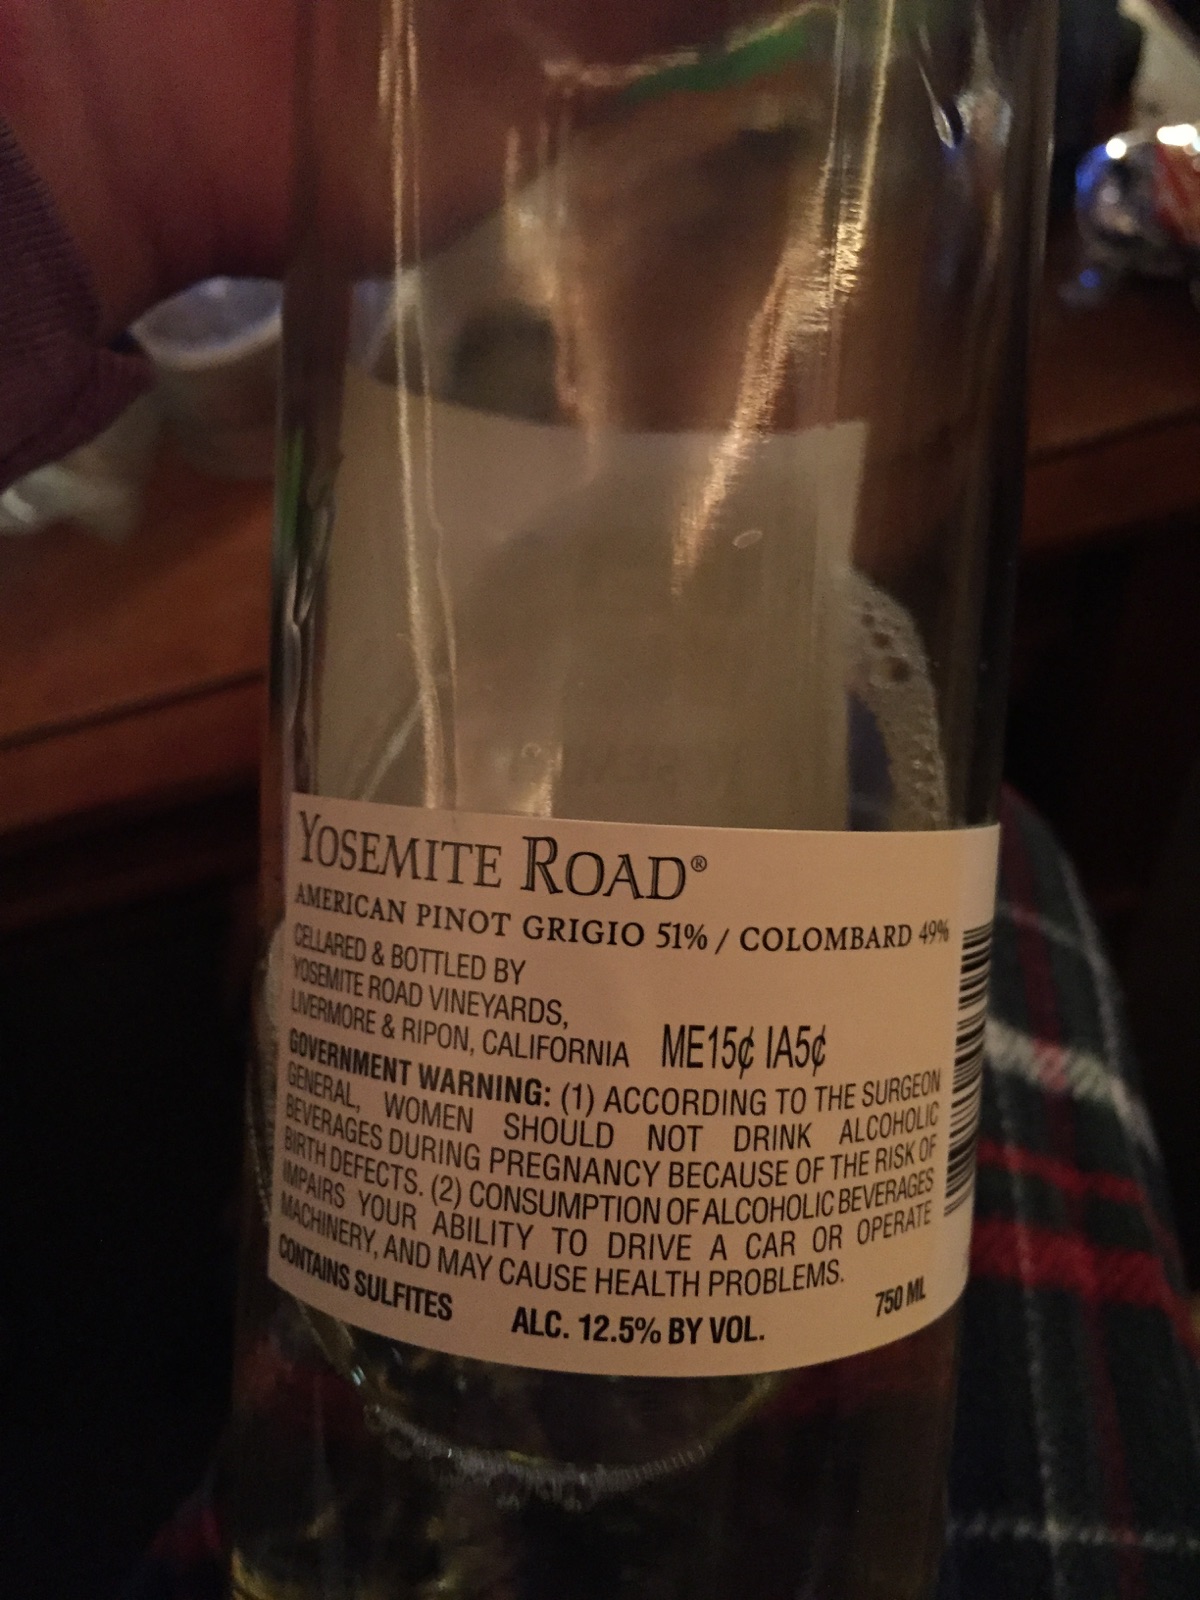 YOSEMITE ROAD®
AMERICAN PINOT GRIGIO 51% / COLOMBARD 49%
CELLARED & BOTTLED BY
YOSEMITE ROAD VINEYARDS,
LIVERMORE & RIPON, CALIFORNIA ME15¢ IA5¢
GOVERNMENT WARNING: (1) ACCORDING TO THE SURGEON
GENERAL, WOMEN SHOULD NOT DRINK ALCOHOLIC
BEVERAGES DURING PREGNANCY BECAUSE OF THE RISK OF
BIRTH DEFECTS. (2) CONSUMPTION OF ALCOHOLIC BEVERAGES
IMPAIRS YOUR ABILITY TO DRIVE A CAR OR OPERATE
MACHINERY, AND MAY CAUSE HEALTH PROBLEMS.
CONTAINS SULFITES ALC. 12.5% BY VOL. 750 ML